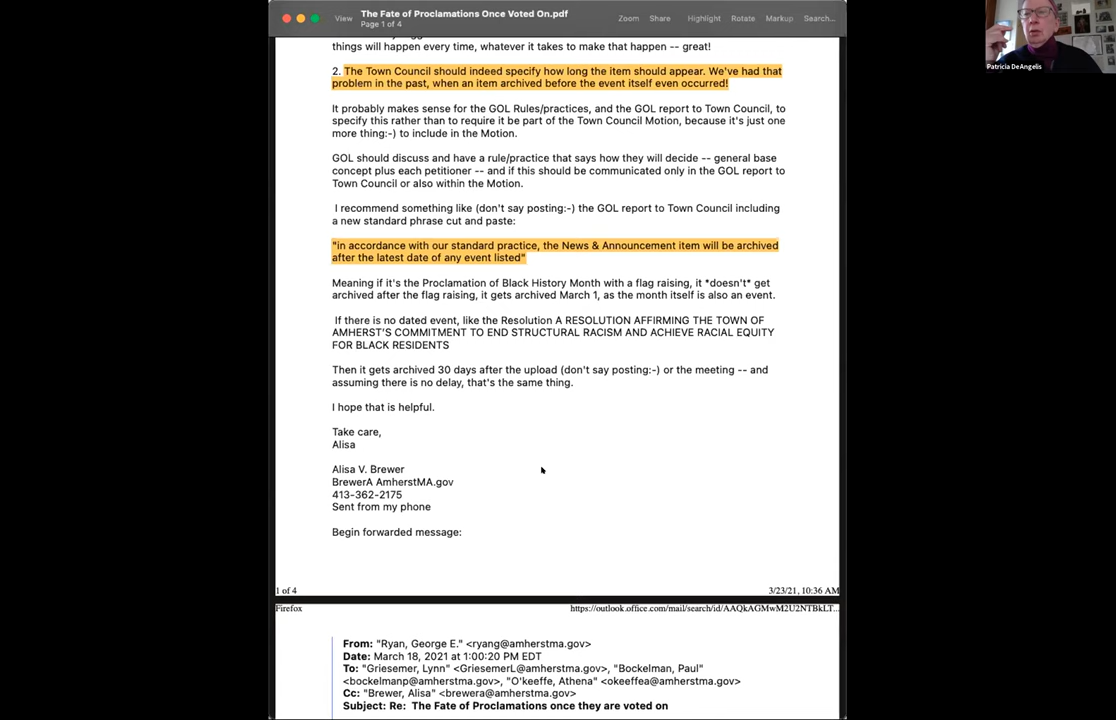 View
The Fate of Proclamations Once Voted On.pdf
Page 1 of 4
Zoom Share Highlight Rotate Markup Search...
Patricia DeAngelis
things will happen every time, whatever it takes to make that happen -- great!
2. The Town Council should indeed specify how long the item should appear. We've had that
problem in the past, when an item archived before the event itself even occurred!
It probably makes sense for the GOL Rules/practices, and the GOL report to Town Council, to
specify this rather than to require it be part of the Town Council Motion, because it's just one
more thing:-) to include in the Motion.
GOL should discuss and have a rule/practice that says how they will decide -- general base
concept plus each petitioner -- and if this should be communicated only in the GOL report to
Town Council or also within the Motion.
I recommend something like (don't say posting:-) the GOL report to Town Council including
a new standard phrase cut and paste:
"in accordance with our standard practice, the News & Announcement item will be archived
after the latest date of any event listed"
Meaning if it's the Proclamation of Black History Month with a flag raising, it *doesn't* get
archived after the flag raising, it gets archived March 1, as the month itself is also an event.
If there is no dated event, like the Resolution A RESOLUTION AFFIRMING THE TOWN OF
AMHERST'S COMMITMENT TO END STRUCTURAL RACISM AND ACHIEVE RACIAL EQUITY
FOR BLACK RESIDENTS
Then it gets archived 30 days after the upload (don't say posting:-) or the meeting -- and
assuming there is no delay, that's the same thing.
I hope that is helpful.
Take care,
Alisa
Alisa V. Brewer
BrewerA AmherstMA.gov
413-362-2175
Sent from my phone
Begin forwarded message:
1 of 4 3/23/21, 10:36 AM
Firefox https://outlook.office.com/mail/search/id/AAQkAGMwM2U2NTBkLT...
From: "Ryan, George E." <ryang@amherstma.gov>
Date: March 18, 2021 at 1:00:20 PM EDT
To: "Griesemer, Lynn" <GriesemerL@amherstma.gov>, "Bockelman, Paul"
<bockelmanp@amherstma.gov>, "O'keeffe, Athena" <okeeffea@amherstma.gov>
Cc: "Brewer, Alisa" <brewera@amherstma.gov>
Subject: Re: The Fate of Proclamations once they are voted on